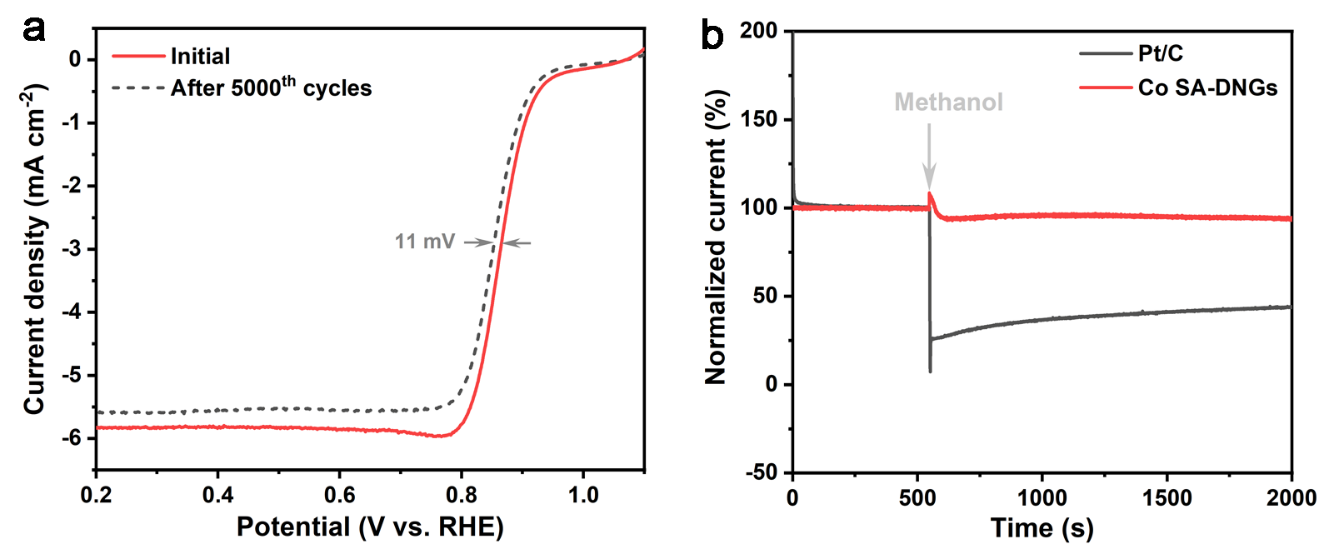 a
Initial
After 5000th cycles
11 mV
Current density (mA cm-2)
0
-1
-2
-3
-4
-5
-6
0.2 0.4 0.6 0.8 1.0
Potential (V vs. RHE)
b
Pt/C
Co SA-DNGs
Methanol
Normalized current (%)
200
150
100
50
0
-50
0 500 1000 1500 2000
Time (s)